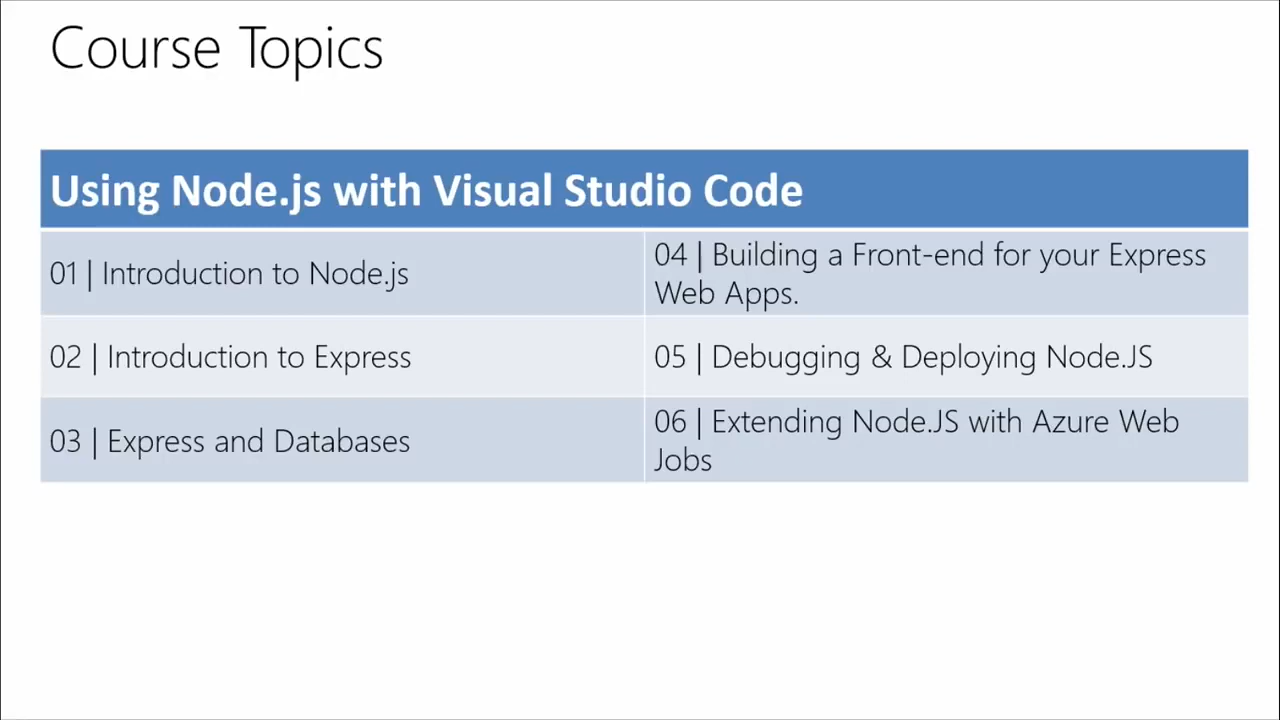 Course Topics
Using Node.js with Visual Studio Code
01 | Introduction to Node.js
04 | Building a Front-end for your Express
Web Apps.
02 | Introduction to Express
05 | Debugging & Deploying Node.JS
03 | Express and Databases
06 | Extending Node.JS with Azure Web
Jobs